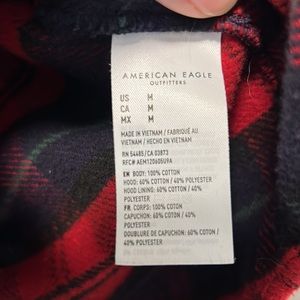 AMERICAN EAGLE
OUTFITTERS
US M
CA M
MX M
MADE IN VIETNAM / FABRIQUÉ AU
VIETNAM / HECHO EN VIETNAM
RN 54485/CA 03873
RFC# AEM120606U9A
EN BODY: 100% COTTON
HOOD: 60% COTTON / 40% POLYESTER
HOOD LINING: 60% COTTON / 40%
POLYESTER
FR: CORPS: 100% COTON
CAPUCHON: 60% COTON / 40%
POLYESTER
DOUBLURE DE CAPUCHON: 60% COTON /
40% POLYESTER